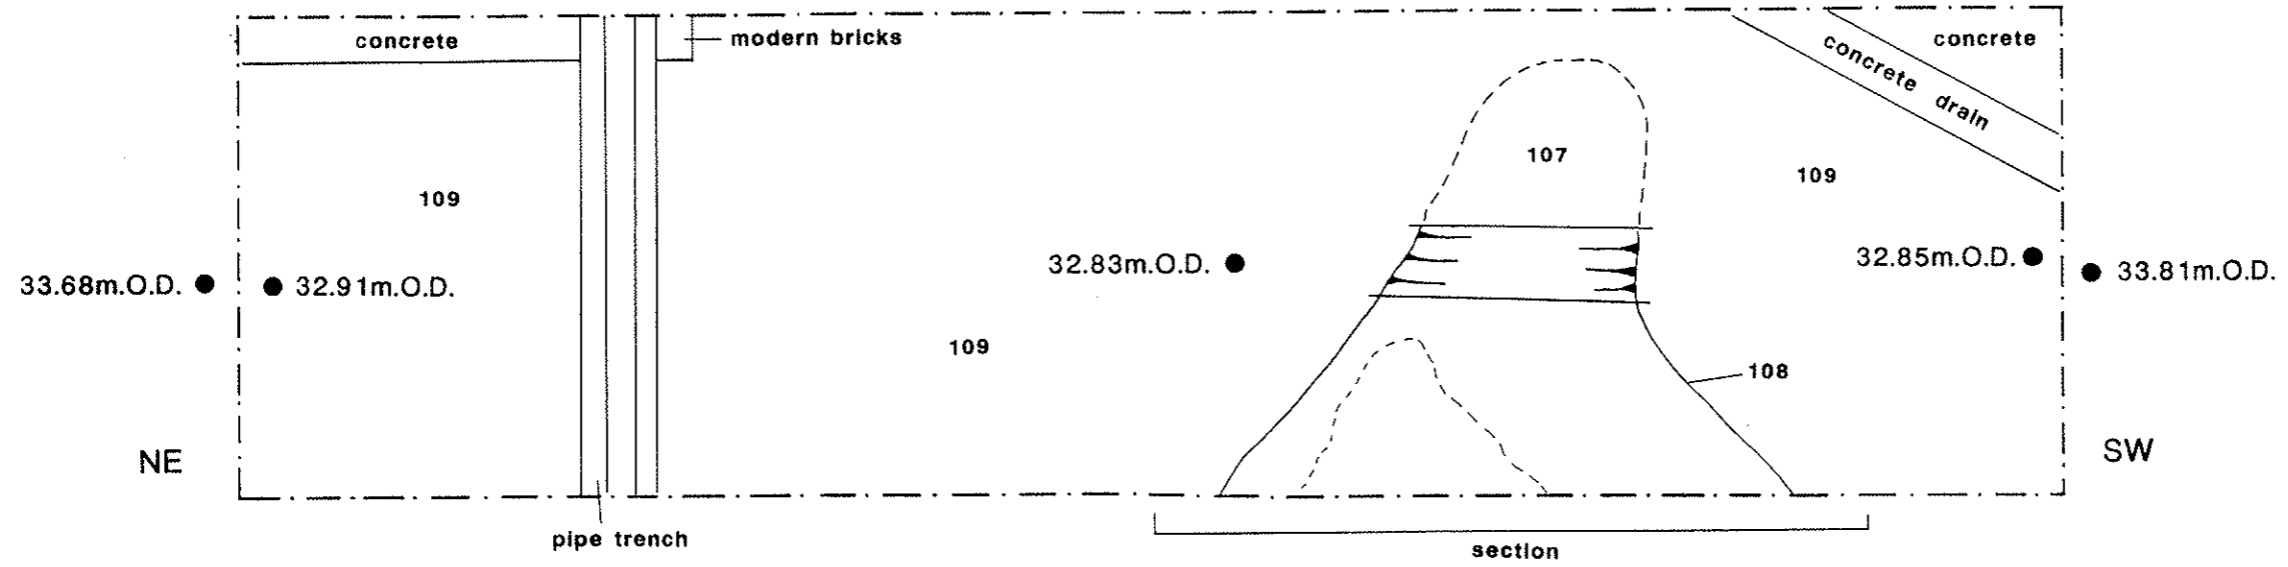 concrete
modern bricks
concrete
concrete drain
107
109
109
33.68m.O.D.
32.91m.O.D.
32.83m.O.D.
32.85m.O.D.
33.81m.O.D.
109
108
NE
SW
pipe trench
section